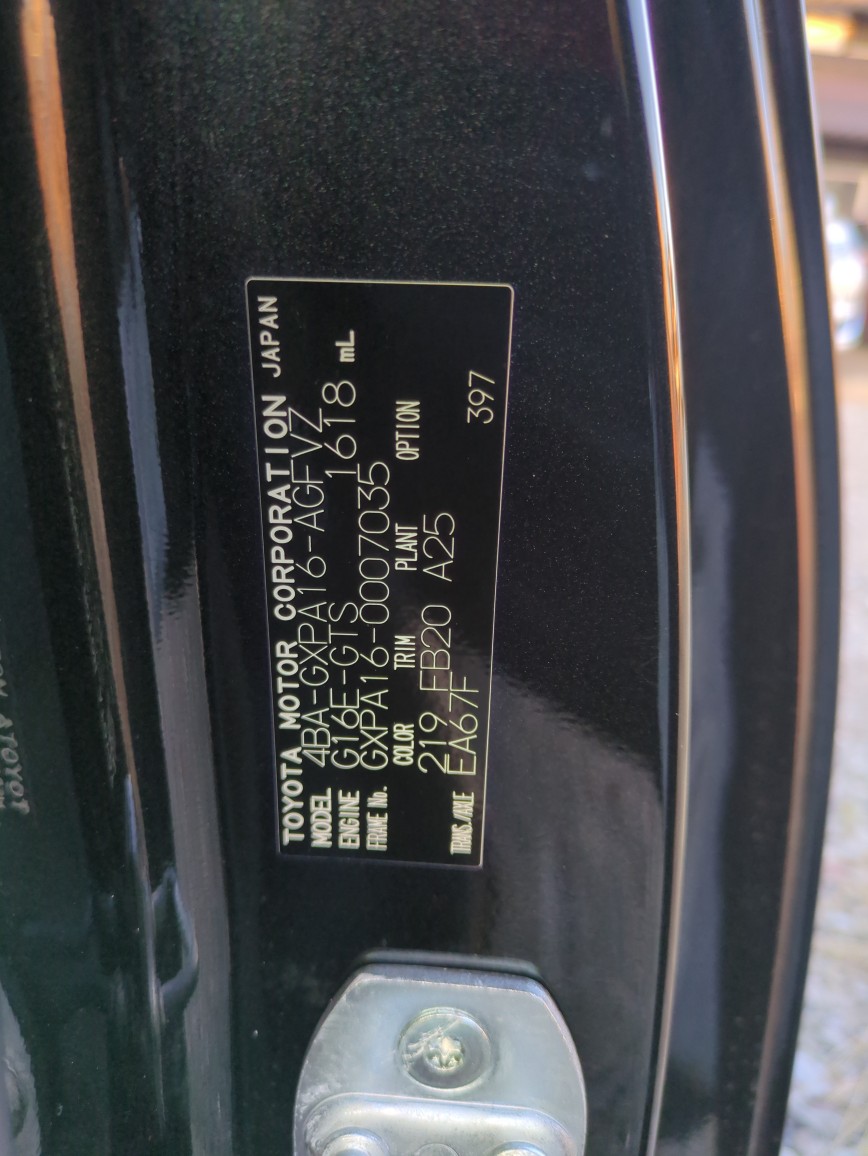 TOYOTA MOTOR CORPORATION JAPAN
MODEL 4BA-GXPA16-AGFVZ
ENGINE G16E-GTS 1618 mL
FRAME No. GXPA16-0007035
COLOR TRIM PLANT OPTION
219 FB20 A25
TRANS./AXLE EA67F 397